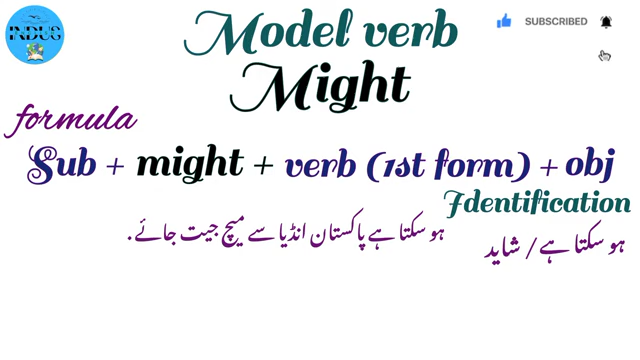 INDUS
Model verb
SUBSCRIBED
Might
formula
Sub + might + verb (1st form) + obj
Identification
ہو سکتا ہے / شاید
ہو سکتا ہے پاکستان انڈیا سے میچ جیت جائے.